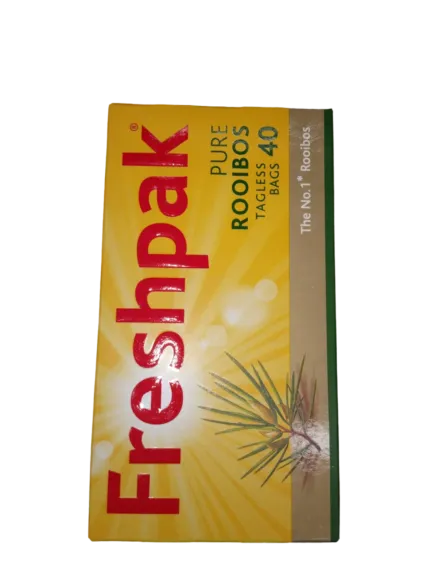 Freshpak®
PURE
ROOIBOS
TAGLESS
BAGS 40
The No.1* Rooibos